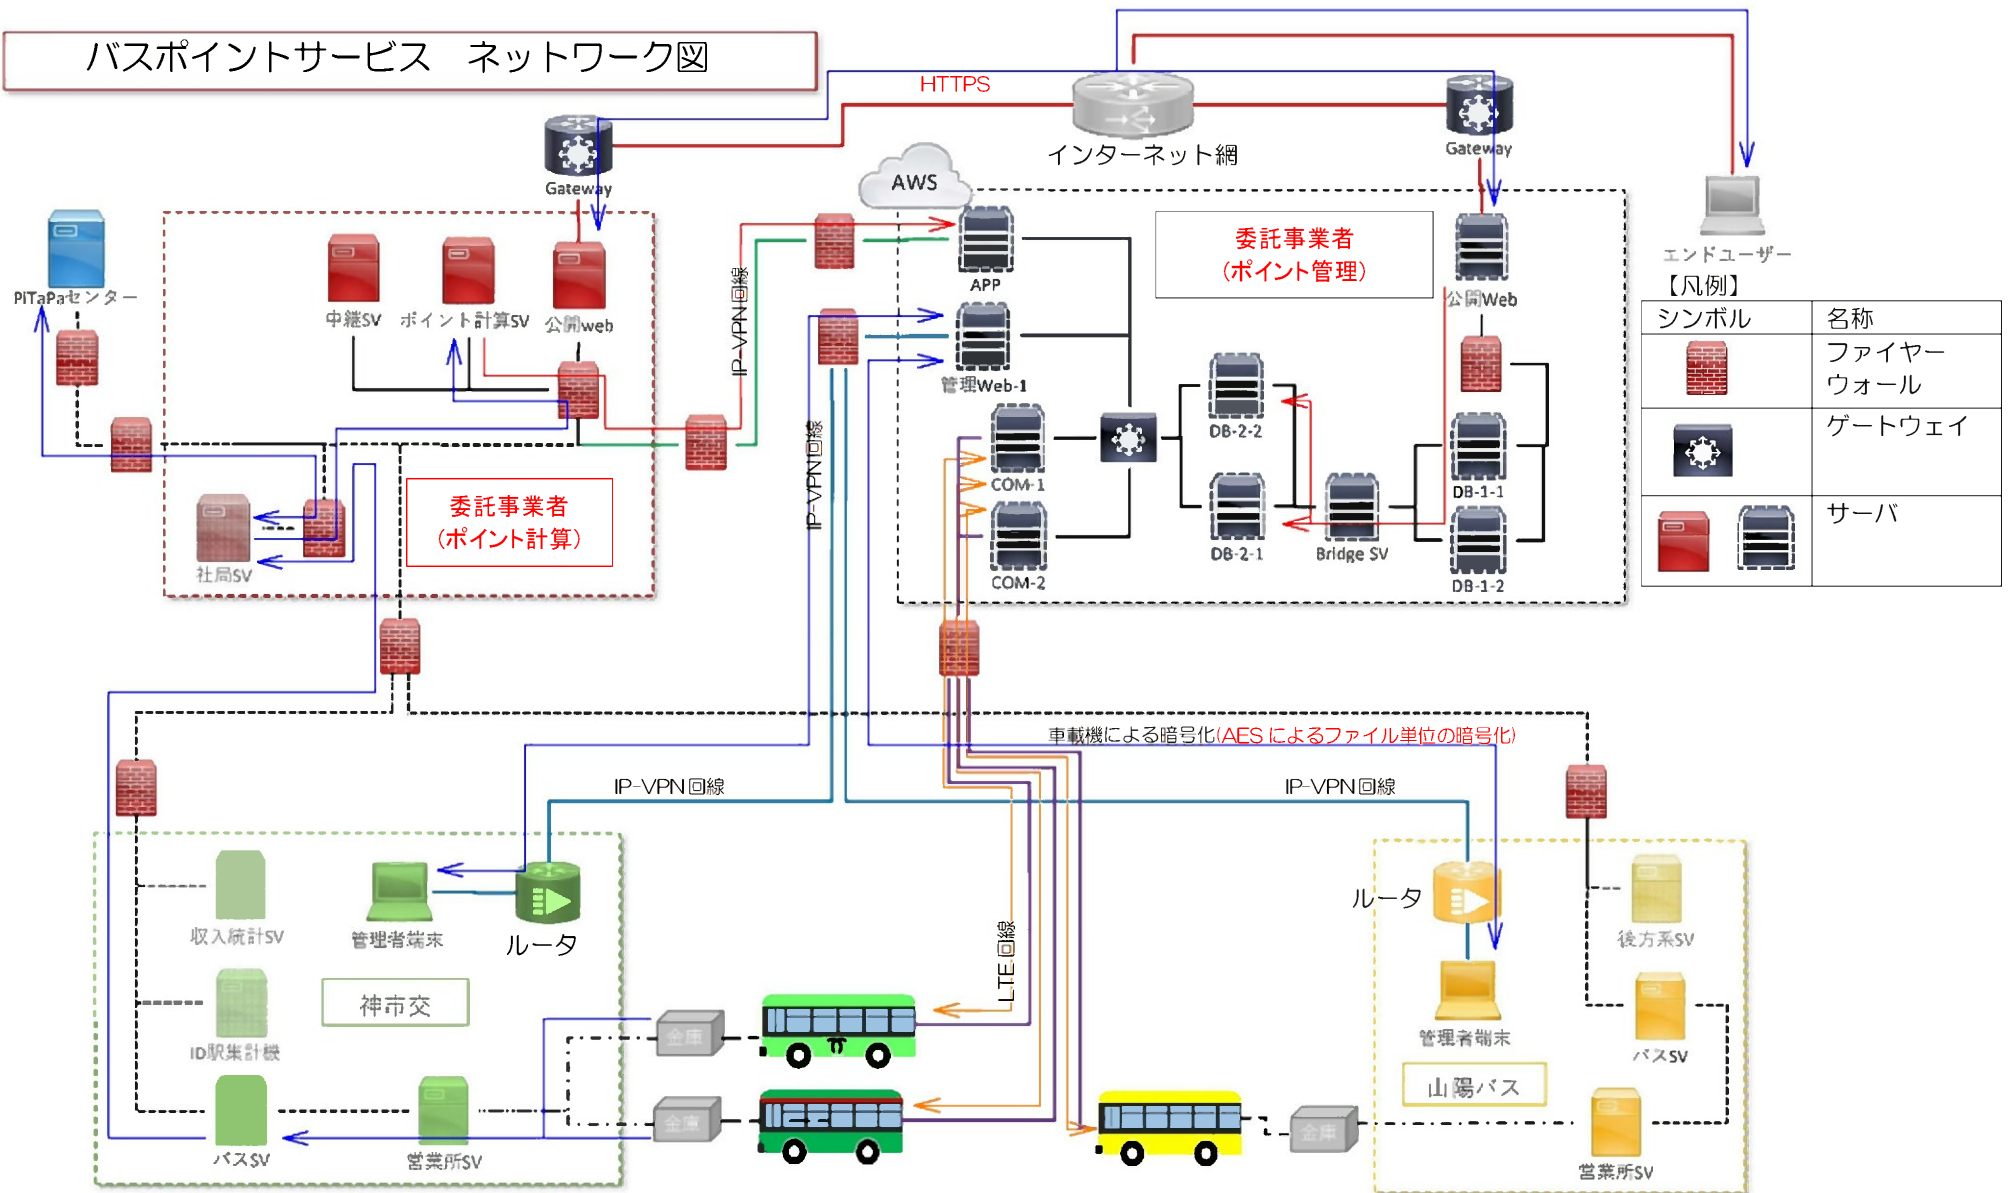 バスポイントサービス　ネットワーク図
HTTPS
インターネット網
Gateway
Gateway
AWS
PiTaPaセンター
中継SV
ポイント計算SV
公開web
IP-VPN回線
APP
委託事業者
(ポイント管理)
公開Web
エンドユーザー
【凡例】
シンボル
名称
ファイヤー
ウォール
ゲートウェイ
サーバ
管理Web-1
DB-2-2
COM-1
DB-1-1
IP-VPN回線
委託事業者
(ポイント計算)
社局SV
COM-2
DB-2-1
Bridge SV
DB-1-2
車載機による暗号化(AES によるファイル単位の暗号化)
IP-VPN回線
IP-VPN回線
収入統計SV
管理者端末
ルータ
ルータ
後方系SV
LTE回線
神市交
ID駅集計機
金庫
管理者端末
バスSV
山陽バス
金庫
金庫
バスSV
営業所SV
営業所SV